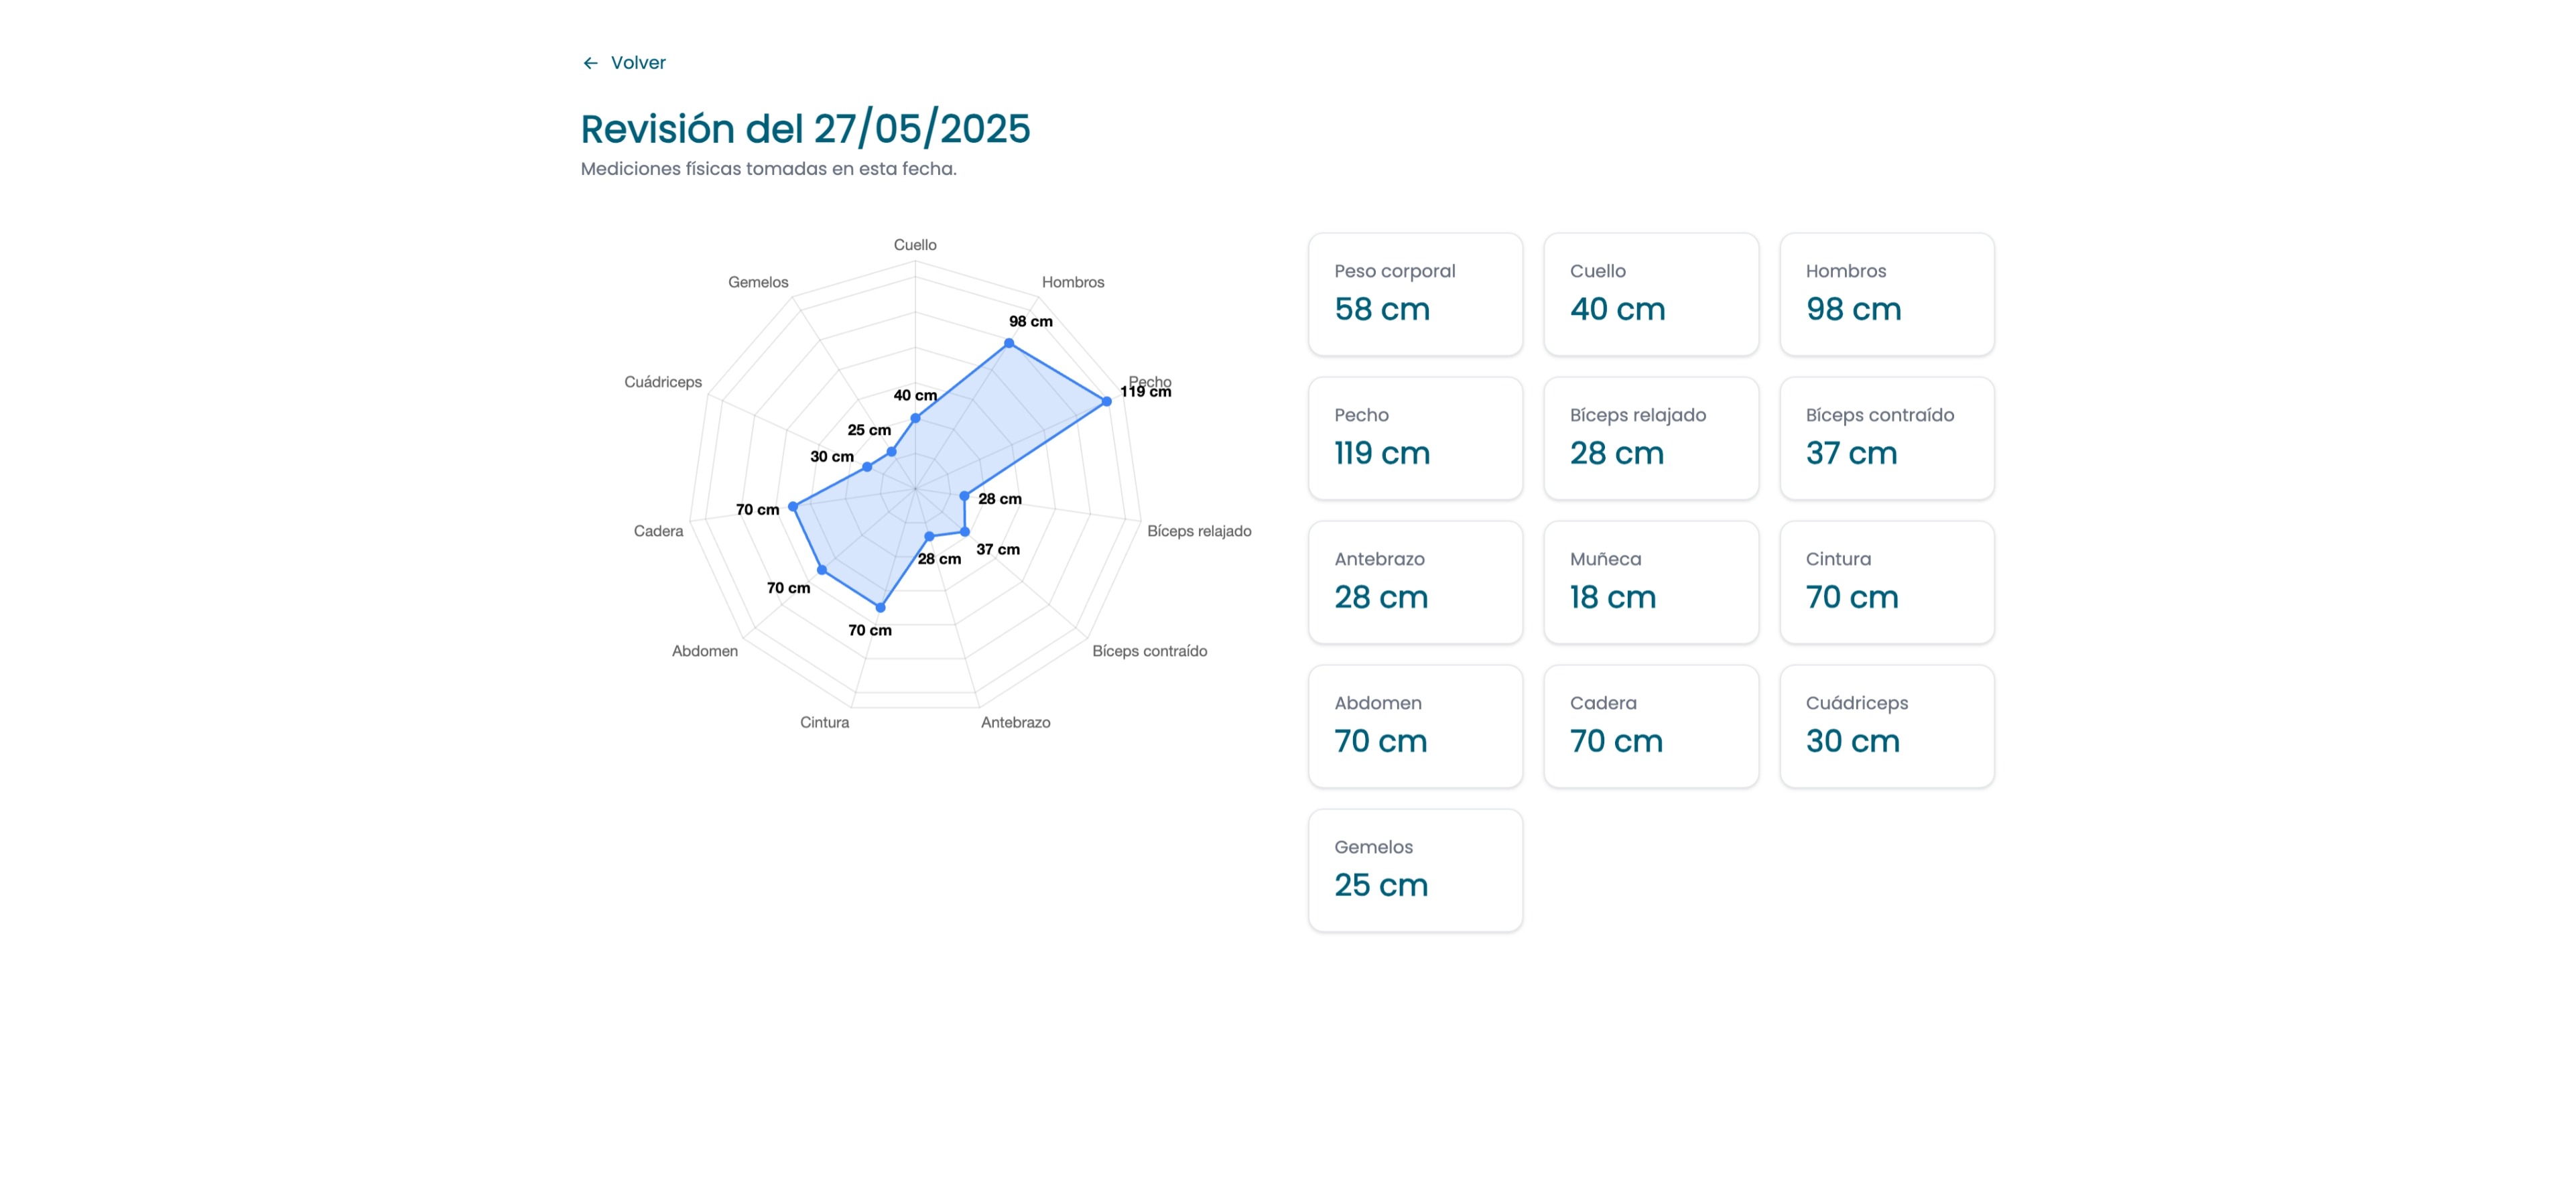 ← Volver
Revisión del 27/05/2025
Mediciones físicas tomadas en esta fecha.
Cuello
Gemelos
Hombros
98 cm
Cuádriceps
Pecho
119 cm
40 cm
25 cm
30 cm
28 cm
70 cm
Cadera
Bíceps relajado
37 cm
28 cm
70 cm
70 cm
Abdomen
Bíceps contraído
Cintura
Antebrazo
Peso corporal
58 cm
Cuello
40 cm
Hombros
98 cm
Pecho
119 cm
Bíceps relajado
28 cm
Bíceps contraído
37 cm
Antebrazo
28 cm
Muñeca
18 cm
Cintura
70 cm
Abdomen
70 cm
Cadera
70 cm
Cuádriceps
30 cm
Gemelos
25 cm